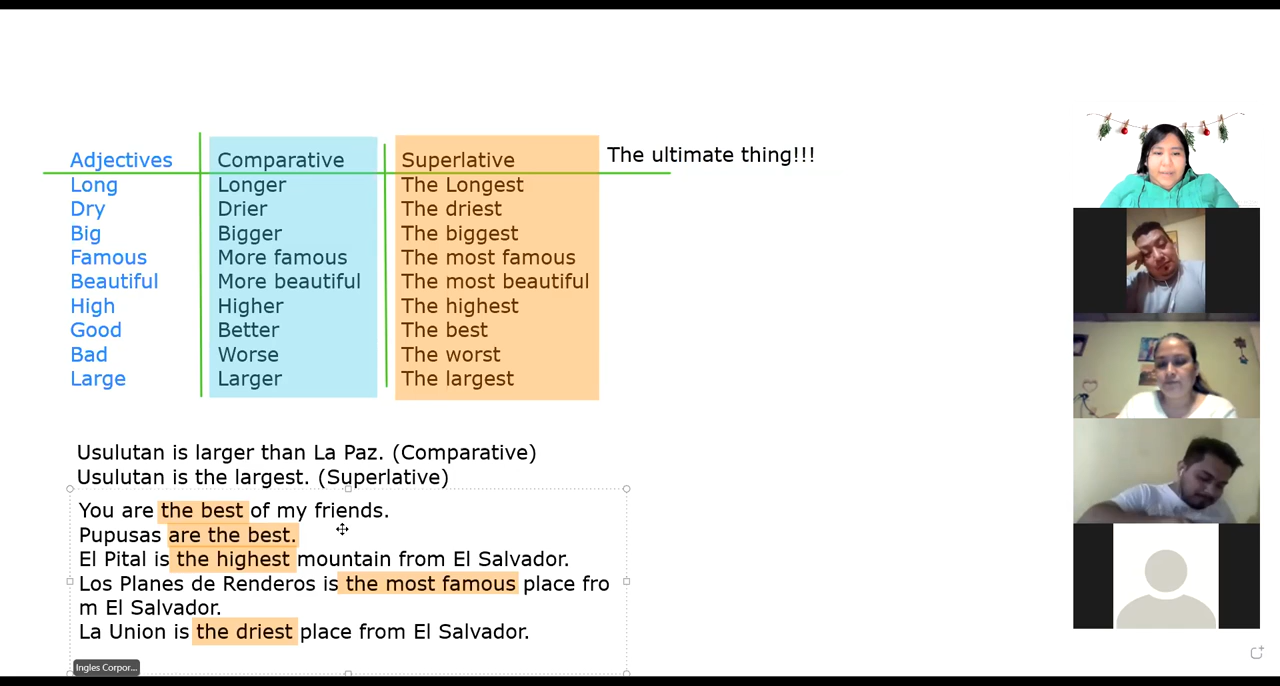 Adjectives Comparative Superlative The ultimate thing!!!
Long Longer The Longest
Dry Drier The driest
Big Bigger The biggest
Famous More famous The most famous
Beautiful More beautiful The most beautiful
High Higher The highest
Good Better The best
Bad Worse The worst
Large Larger The largest
Usulutan is larger than La Paz. (Comparative)
Usulutan is the largest. (Superlative)
You are the best of my friends.
Pupusas are the best.
El Pital is the highest mountain from El Salvador.
Los Planes de Renderos is the most famous place fro
m El Salvador.
La Union is the driest place from El Salvador.
Ingles Corpor...